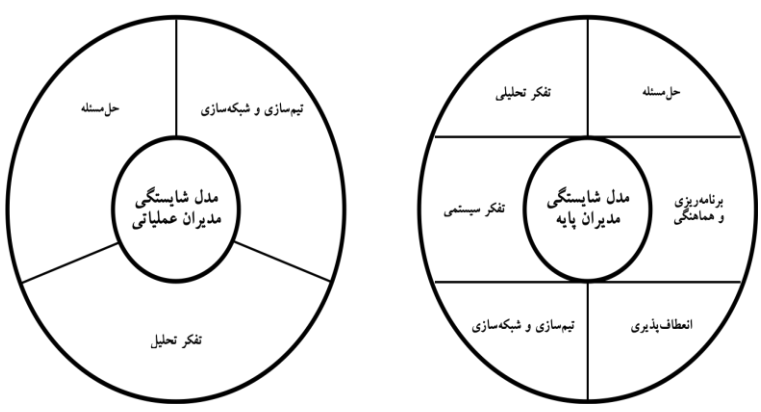 حل‌مسئله
تفکر تحلیلی
برنامه‌ریزی
و هماهنگی
مدل شایستگی
مدیران پایه
تفکر سیستمی
انعطاف‌پذیری
تیم‌سازی و شبکه‌سازی
تیم‌سازی و شبکه‌سازی
حل‌مسئله
مدل شایستگی
مدیران عملیاتی
تفکر تحلیل